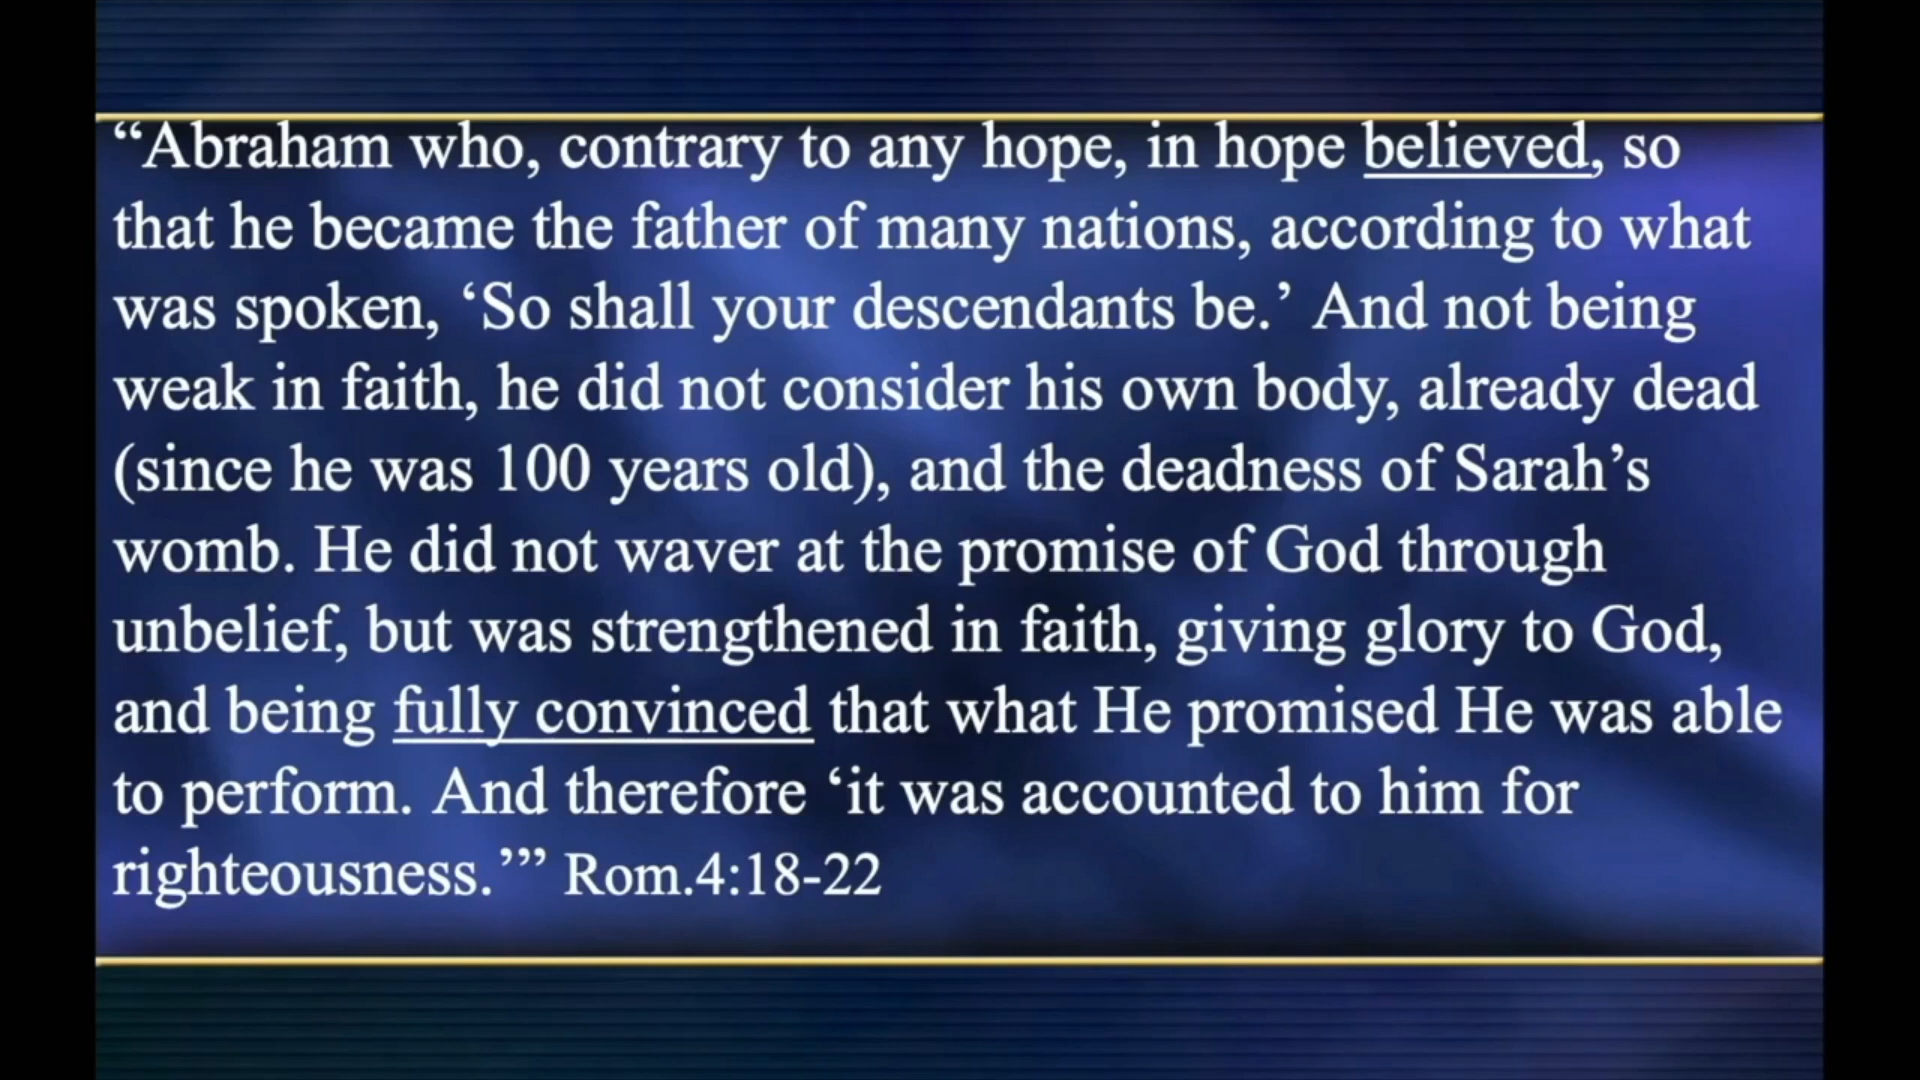 “Abraham who, contrary to any hope, in hope believed, so
that he became the father of many nations, according to what
was spoken, ‘So shall your descendants be.’ And not being
weak in faith, he did not consider his own body, already dead
(since he was 100 years old), and the deadness of Sarah’s
womb. He did not waver at the promise of God through
unbelief, but was strengthened in faith, giving glory to God,
and being fully convinced that what He promised He was able
to perform. And therefore ‘it was accounted to him for
righteousness.’” Rom.4:18-22